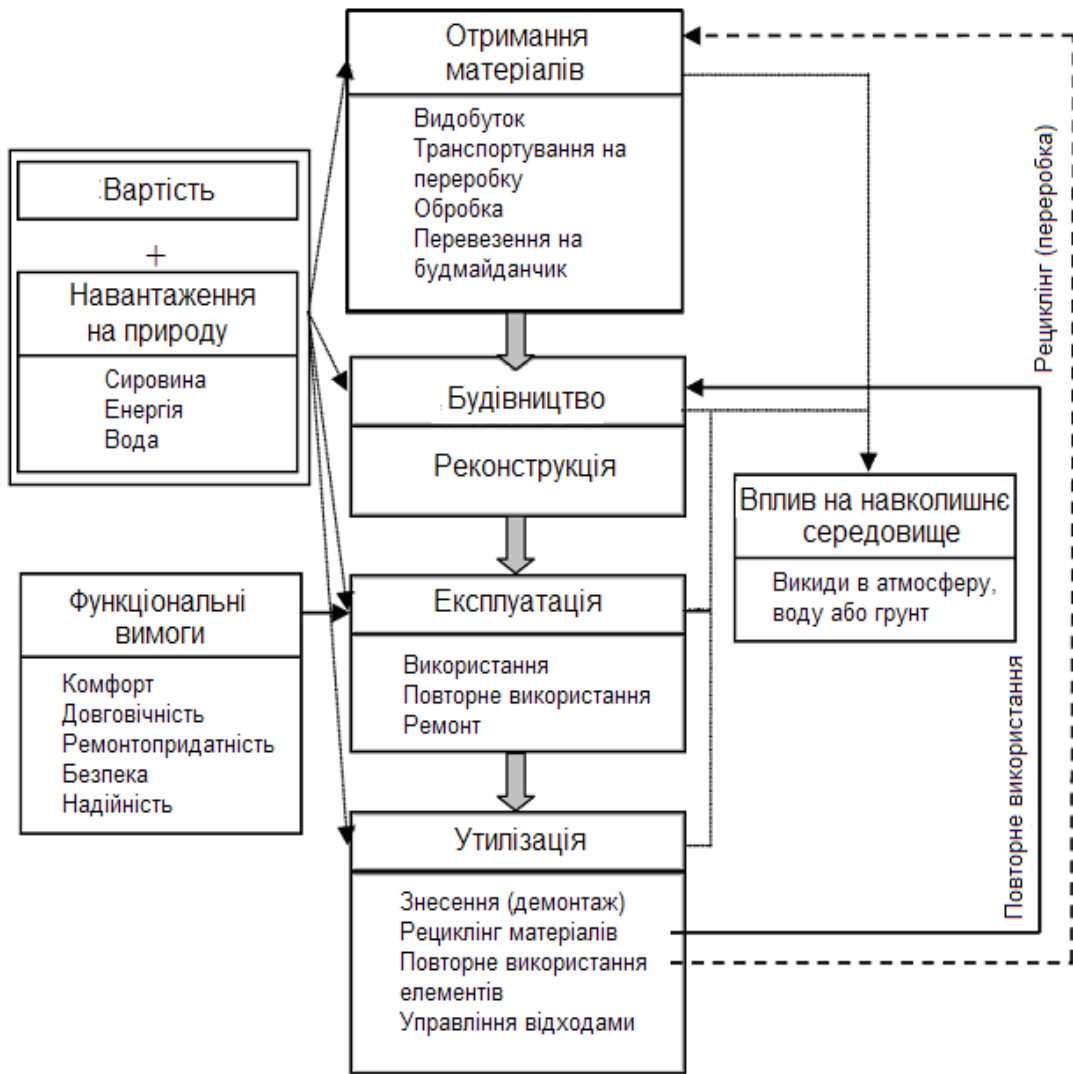 Отримання
матеріалів
Видобуток
Транспортування на
переробку
Обробка
Перевезення на
будмайданчик
Вартість
+
Навантаження
на природу
Сировина
Енергія
Вода
Будівництво
Реконструкція
Впплив на навколишнє
середовище
Викиди в атмосферу,
воду або грунт
Функціональні
вимоги
Комфорт
Довговічність
Ремонтопридатність
Безпека
Надійність
Експлуатація
Використання
Повторне використання
Ремонт
Утилізація
Знесення (демонтаж)
Рециклінг матеріалів
Повторне використання
елементів
Управління відходами
Повторне використання
Рециклінг (переробка)